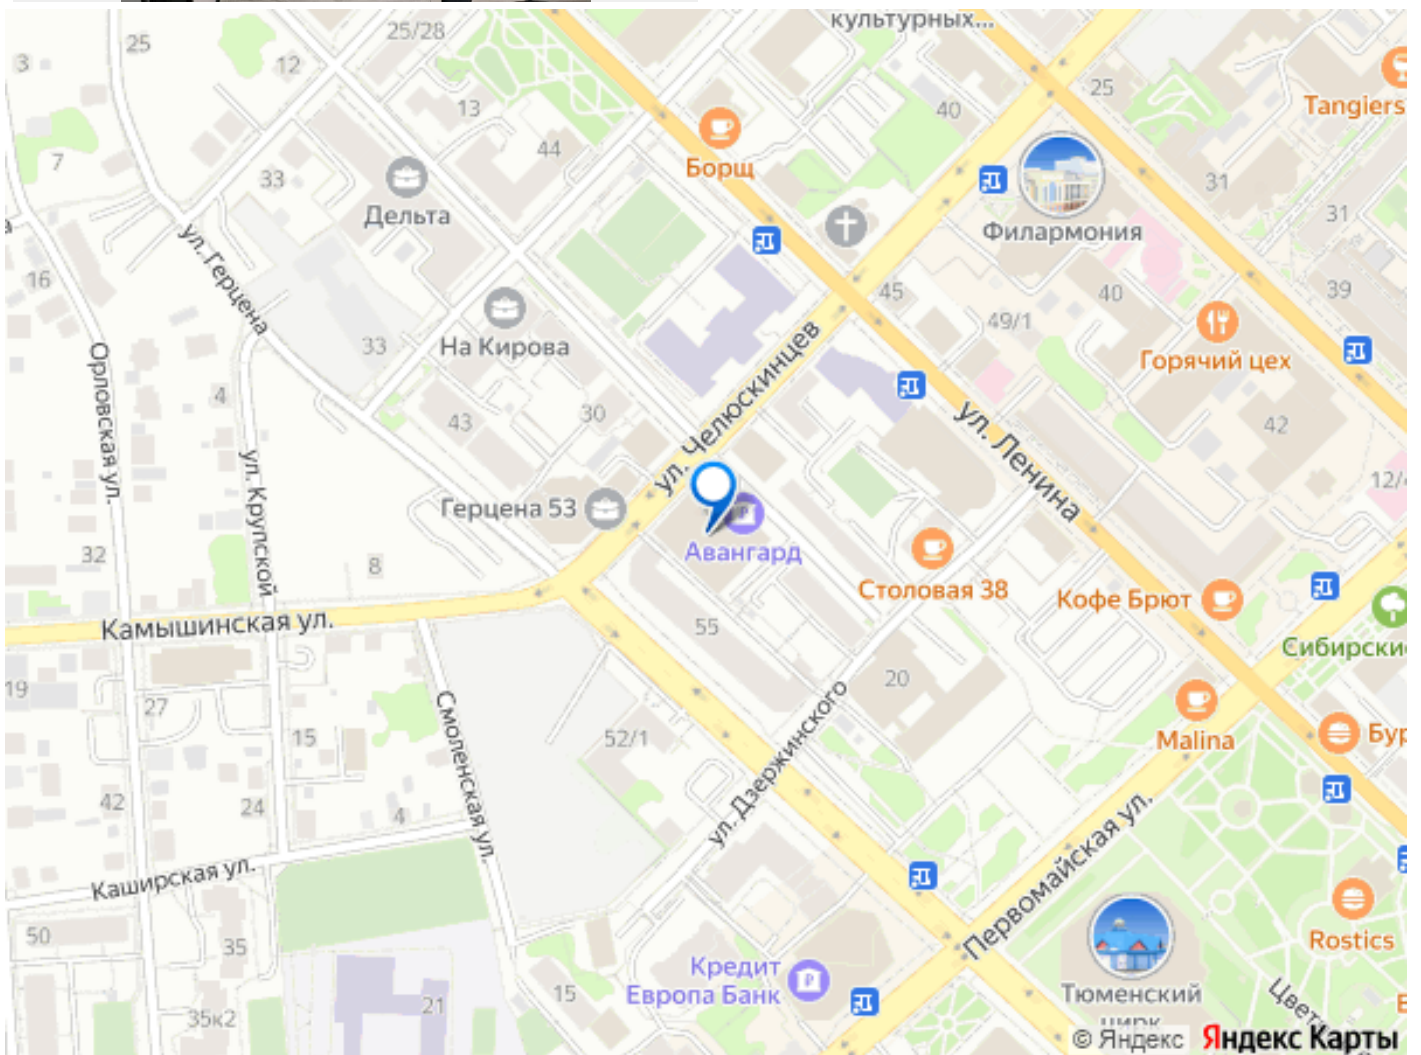 культурных...
25/28
25
3
12
13
40
25
Tangiers
Борщ
44
7
33
Дельта
31
31
Филармония
ул. Герцена
16
45
40
39
49/1
33
На Кирова
Горячий цех
Орловская ул.
4
ул. Челюскинцев
43
30
42
ул. Ленина
ул. Крупской
12/4
Герцена 53
Авангард
32
8
Столовая 38
Кофе Брют
Камышинская ул.
55
Сибирски
19
27
20
15
52/1
Malina
Бур
Смоленская ул.
ул. Дзержинского
42
24
4
Первомайская ул.
Каширская ул.
50
35
Rostics
Кредит
Европа Банк
15
21
35к2
Тюменский
цирк
Цвет
© Яндекс Яндекс Карты